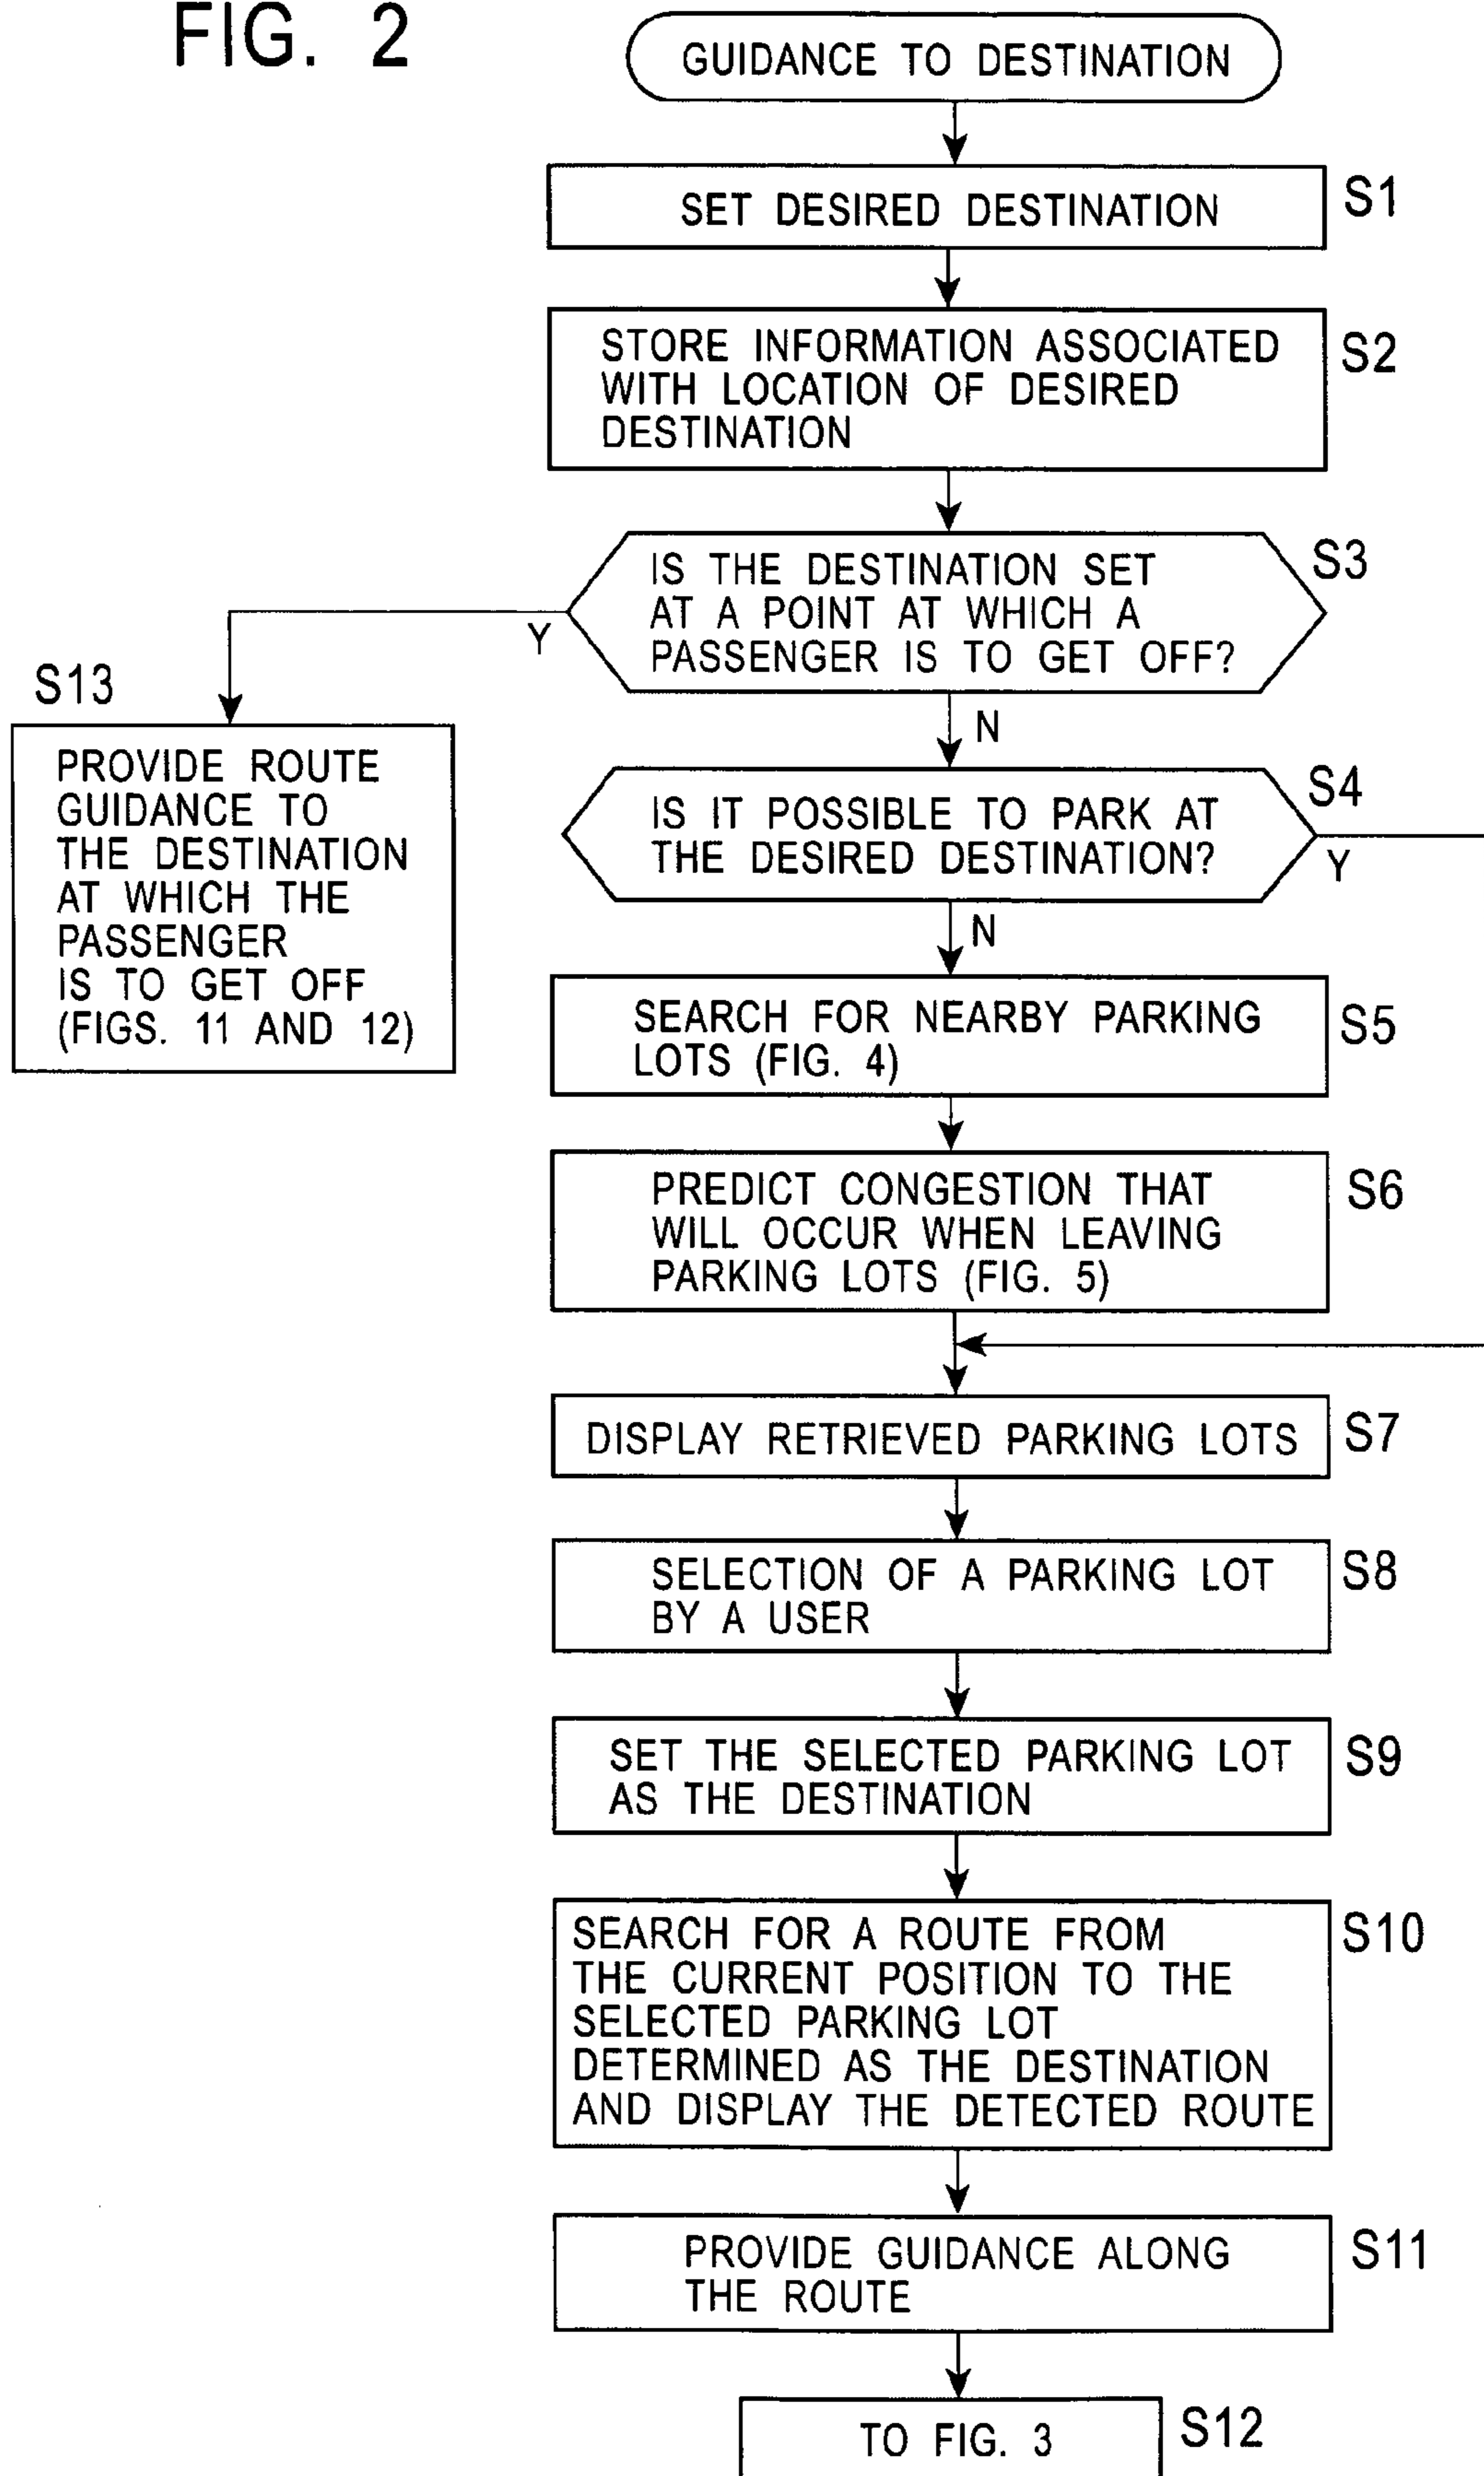 FIG. 2
GUIDANCE TO DESTINATION
SET DESIRED DESTINATION
S1
STORE INFORMATION ASSOCIATED
WITH LOCATION OF DESIRED
DESTINATION
S2
IS THE DESTINATION SET
AT A POINT AT WHICH A
PASSENGER IS TO GET OFF?
S3
Y
N
S13
PROVIDE ROUTE
GUIDANCE TO
THE DESTINATION
AT WHICH THE
PASSENGER
IS TO GET OFF
(FIGS. 11 AND 12)
IS IT POSSIBLE TO PARK AT
THE DESIRED DESTINATION?
S4
Y
N
SEARCH FOR NEARBY PARKING
LOTS (FIG. 4)
S5
PREDICT CONGESTION THAT
WILL OCCUR WHEN LEAVING
PARKING LOTS (FIG. 5)
S6
DISPLAY RETRIEVED PARKING LOTS
S7
SELECTION OF A PARKING LOT
BY A USER
S8
SET THE SELECTED PARKING LOT
AS THE DESTINATION
S9
SEARCH FOR A ROUTE FROM
THE CURRENT POSITION TO THE
SELECTED PARKING LOT
DETERMINED AS THE DESTINATION
AND DISPLAY THE DETECTED ROUTE
S10
PROVIDE GUIDANCE ALONG
THE ROUTE
S11
TO FIG. 3
S12